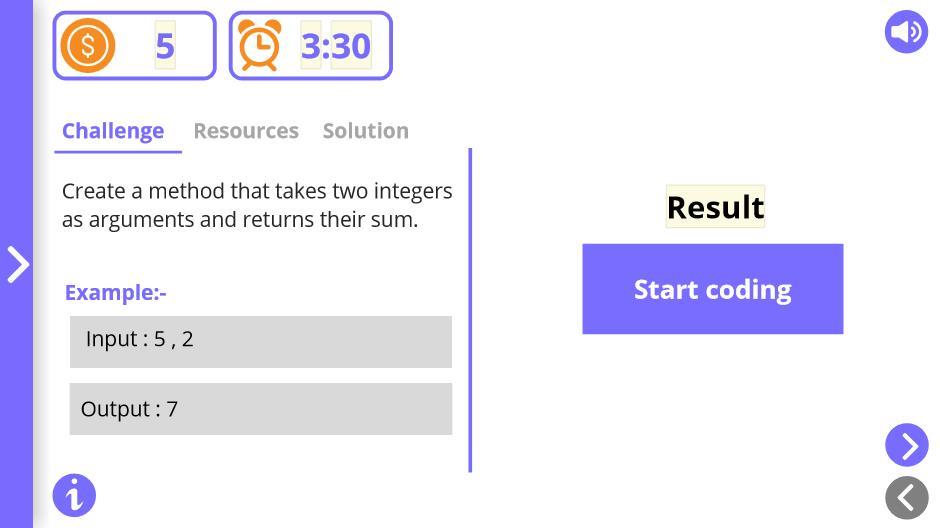 5
3:30
Challenge Resources Solution
Create a method that takes two integers
as arguments and returns their sum.
Example:-
Input : 5 , 2
Output : 7
Result
Start coding